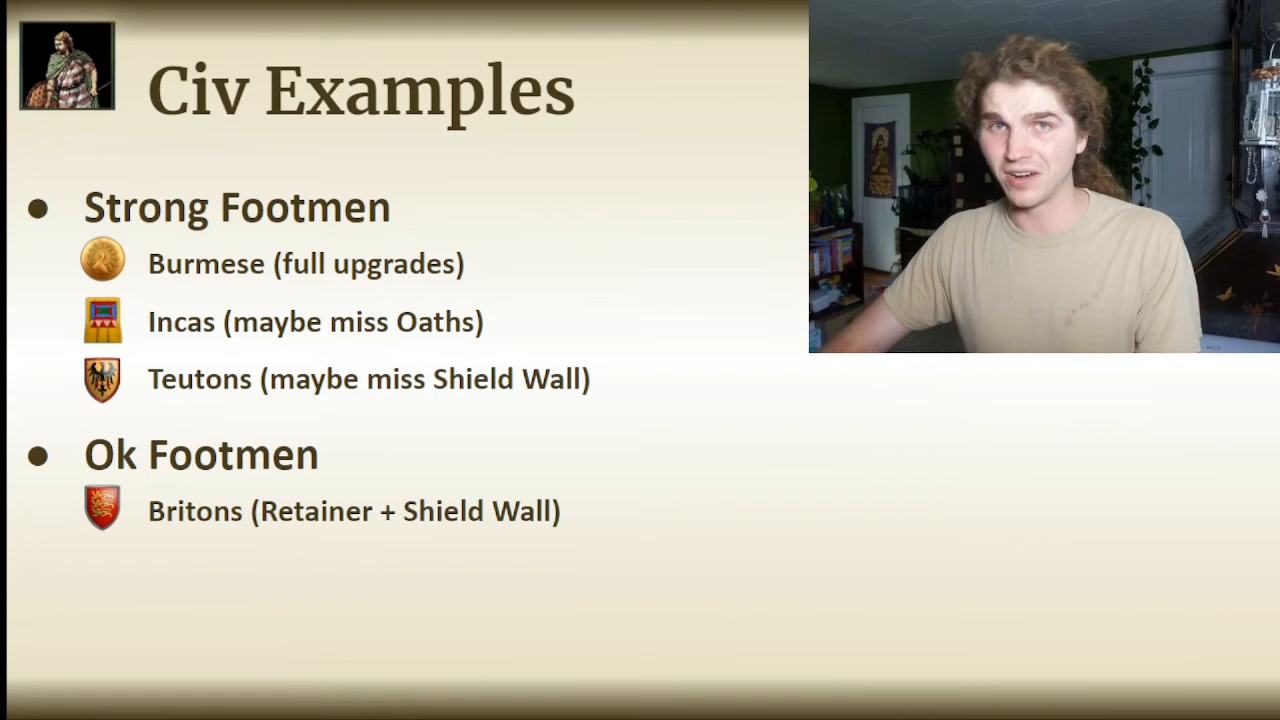 Civ Examples
● Strong Footmen
Burmese (full upgrades)
Incas (maybe miss Oaths)
Teutons (maybe miss Shield Wall)
● Ok Footmen
Britons (Retainer + Shield Wall)